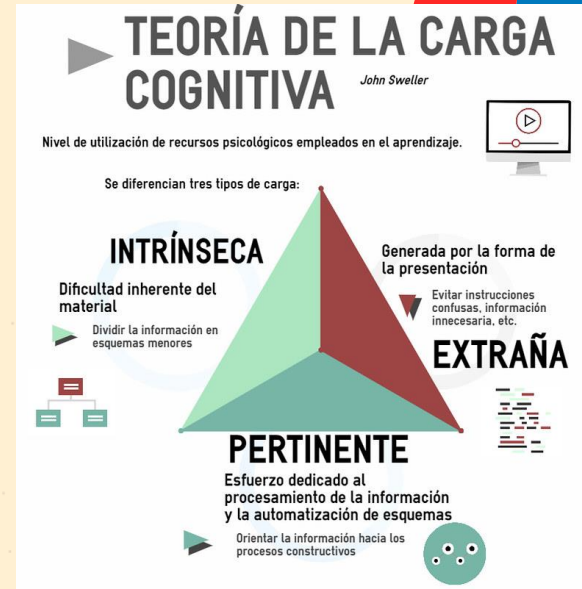 TEORÍA DE LA CARGA
COGNITIVA
John Sweller
Nivel de utilización de recursos psicológicos empleados en el aprendizaje.
Se diferencian tres tipos de carga:
INTRÍNSECA
Dificultad inherente del
material
Dividir la información en
esquemas menores
Generada por la forma de
la presentación
Evitar instrucciones
confusas, información
innecesaria, etc.
EXTRAÑA
PERTINENTE
Esfuerzo dedicado al
procesamiento de la información
y la automatización de esquemas
Orientar la información hacia los
procesos constructivos